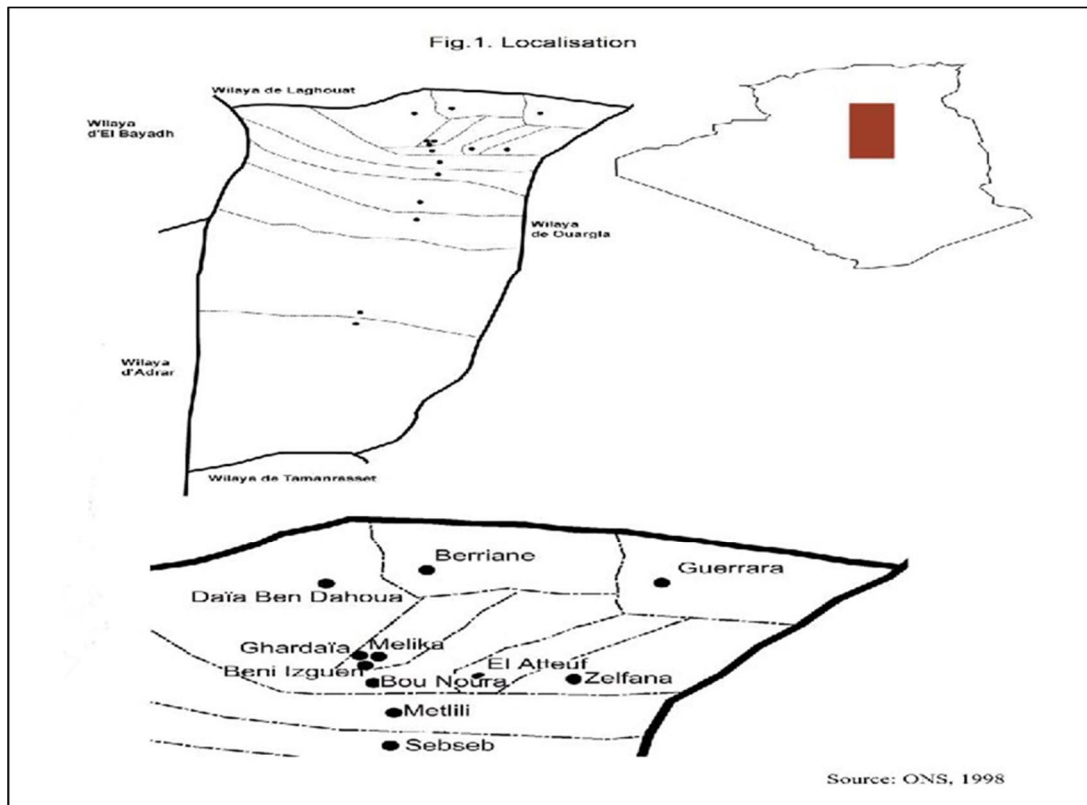 Fig.1. Localisation
Wilaya de Laghouat
Wilaya
d'El Bayadh
Wilaya
de Ouargla
Wilaya
d'Adrar
Wilaya de Tamanrasset
Berriane
Guerrara
Daïa Ben Dahoua
Ghardaïa
Melika
Beni Izguen
El Atteuf
Bou Noura
Zelfana
Metlili
Sebseb
Source: ONS, 1998